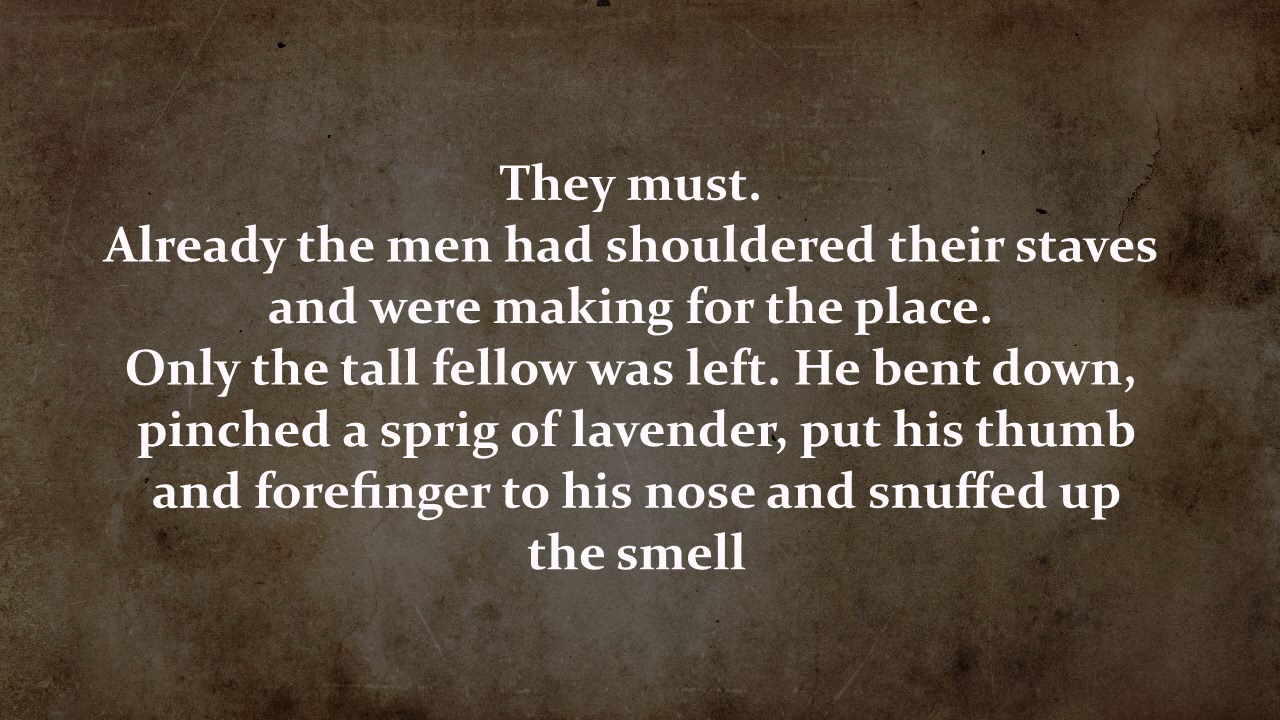 They must.
Already the men had shouldered their staves
and were making for the place.
Only the tall fellow was left. He bent down,
pinched a sprig of lavender, put his thumb
and forefinger to his nose and snuffed up
the smell